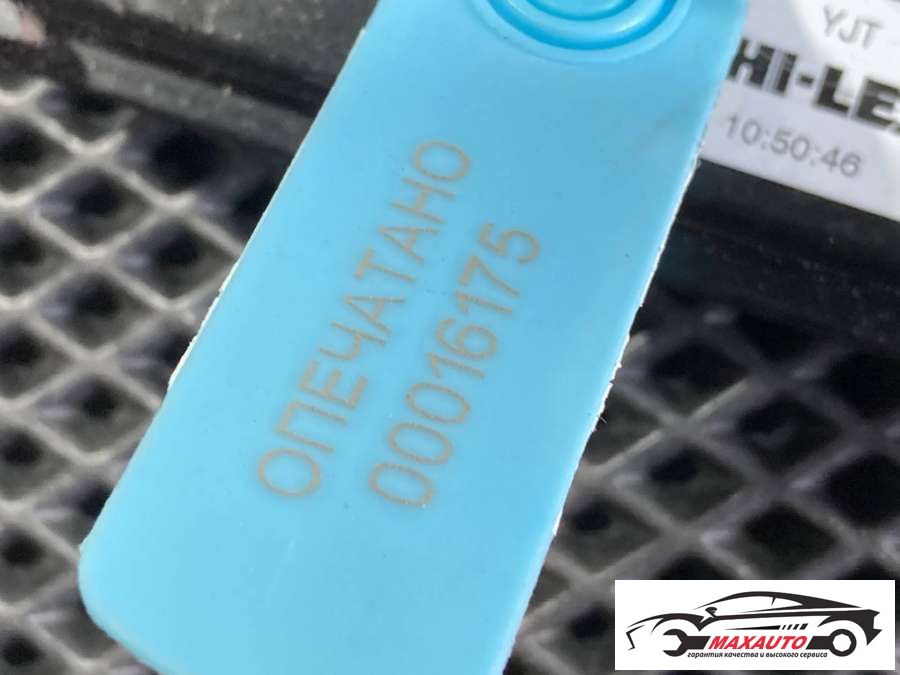 ОПЕЧАТАНО
00016175
YJT
Hi-LE
10:50:46
MAXAUTO
гарантия качества и высокого сервиса